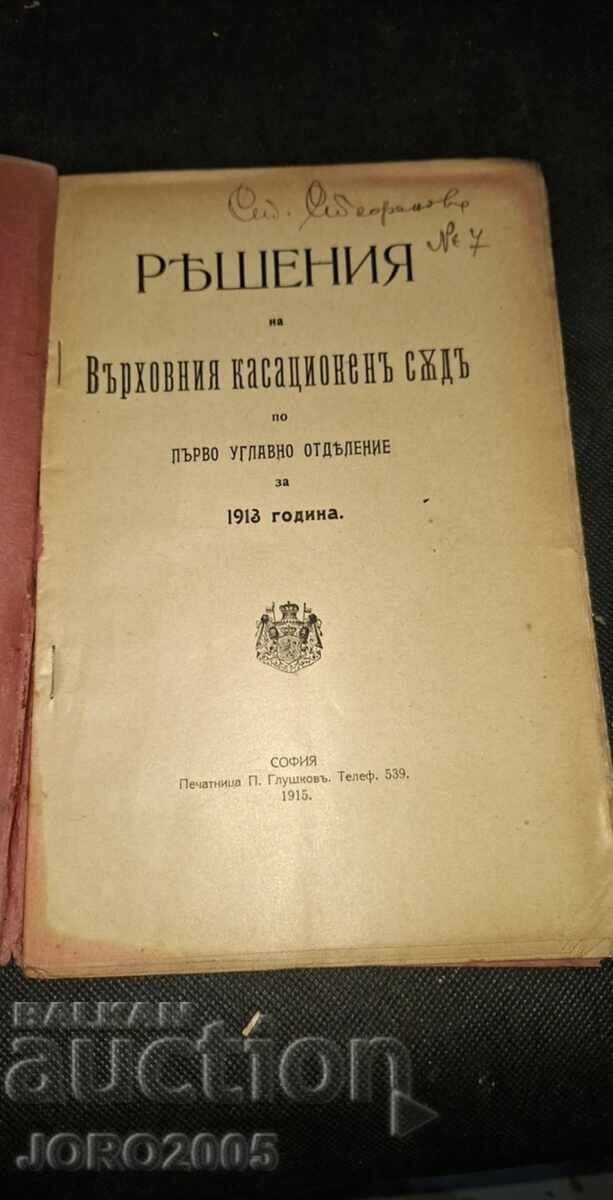 № 7
РѢШЕНИЯ
на
Върховния касационенъ сѫдъ
по
ПЪРВО УГЛАВНО ОТДѢЛЕНИЕ
за
1913 година.
СОФИЯ
Печатница П. Глушковъ. Телеф. 539.
1915.
BALKAN
auction
JORO2005